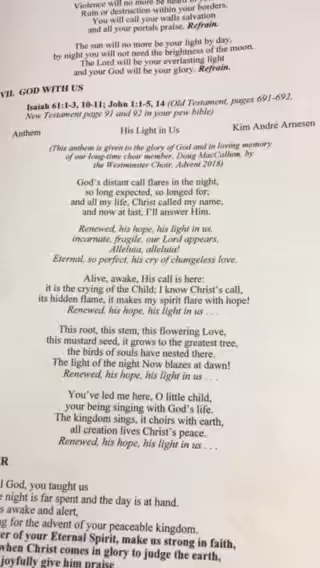 Violence will no more be heard
Ruin or destruction within your borders.
You will call your walls salvation
and all your portals praise. Refrain.
The sun will no more be your light by day,
by night you will not need the brightness of the moon.
The Lord will be your everlasting light
and your God will be your glory. Refrain.
VII. GOD WITH US
Isaiah 61:1-3, 10-11; John 1:1-5, 14 (Old Testament, pages 691-692,
New Testament page 91 and 92 in your pew bible)
Anthem His Light in Us Kim André Arnesen
(This anthem is given to the glory of God and in loving memory
of our long-time choir member, Doug MacCallum, by
the Westminster Choir, Advent 2018)
God's distant call flares in the night,
so long expected, so longed for,
and all my life, Christ called my name,
and now at last, I'll answer Him.
Renewed, his hope, his light in us,
incarnate, fragile, our Lord appears,
Alleluia, alleluia!
Eternal, so perfect, his cry of changeless love.
Alive, awake, His call is here:
it is the crying of the Child; I know Christ's call,
its hidden flame, it makes my spirit flare with hope!
Renewed, his hope, his light in us . . .
This root, this stem, this flowering Love,
this mustard seed, it grows to the greatest tree,
the birds of souls have nested there.
The light of the night Now blazes at dawn!
Renewed, his hope, his light in us . . .
You've led me here, O little child,
your being singing with God's life.
The kingdom sings, it choirs with earth,
all creation lives Christ's peace.
Renewed, his hope, his light in us . . .
R
l God, you taught us
e night is far spent and the day is at hand.
s awake and alert,
g for the advent of your peaceable kingdom.
er of your Eternal Spirit, make us strong in faith,
when Christ comes in glory to judge the earth,
joyfully give him praise